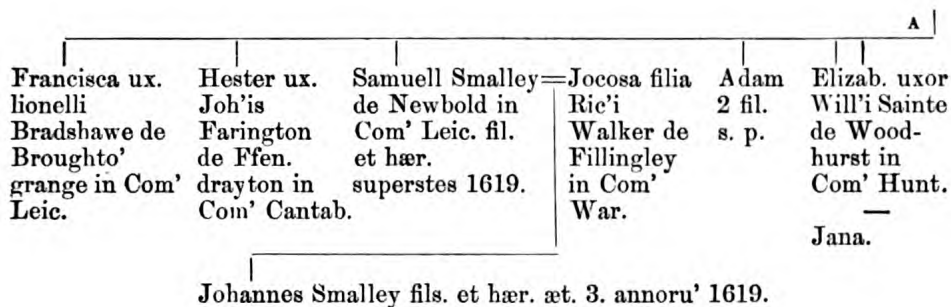 A
Francisca ux.
lionelli
Bradshawe de
Broughto'
grange in Com'
Leic.
Hester ux.
Joh'is
Farington
de Ffen.
drayton in
Com' Cantab.
Samuell Smalley=
de Newbold in
Com' Leic. fil.
et hær.
superstes 1619.
Jocosa filia
Ric'i
Walker de
Fillingley
in Com'
War.
Adam
2 fil.
s. p.
Elizab. uxor
Will'i Sainte
de Wood-
hurst in
Com' Hunt.
—
Jana.
Johannes Smalley fils. et hær. æt. 3. annoru' 1619.